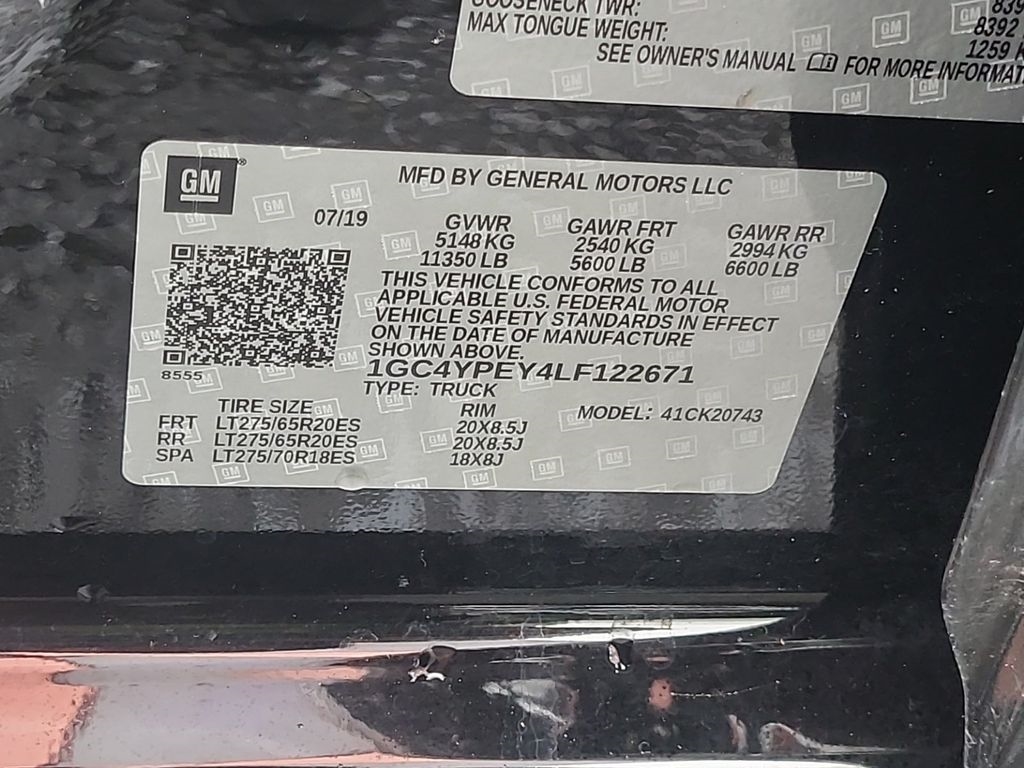 GOOSENECK TWR: 839
MAX TONGUE WEIGHT: 8392
1259 K
SEE OWNER'S MANUAL FOR MORE INFORMAT
GM
MFD BY GENERAL MOTORS LLC
07/19
GVWR GAWR FRT GAWR RR
5148 KG 2540 KG 2994 KG
11350 LB 5600 LB 6600 LB
THIS VEHICLE CONFORMS TO ALL
APPLICABLE U.S. FEDERAL MOTOR
VEHICLE SAFETY STANDARDS IN EFFECT
ON THE DATE OF MANUFACTURE
SHOWN ABOVE.
8555
1GC4YPEY4LF122671
TYPE: TRUCK
TIRE SIZE RIM MODEL: 41CK20743
FRT LT275/65R20ES 20X8.5J
RR LT275/65R20ES 20X8.5J
SPA LT275/70R18ES 18X8J